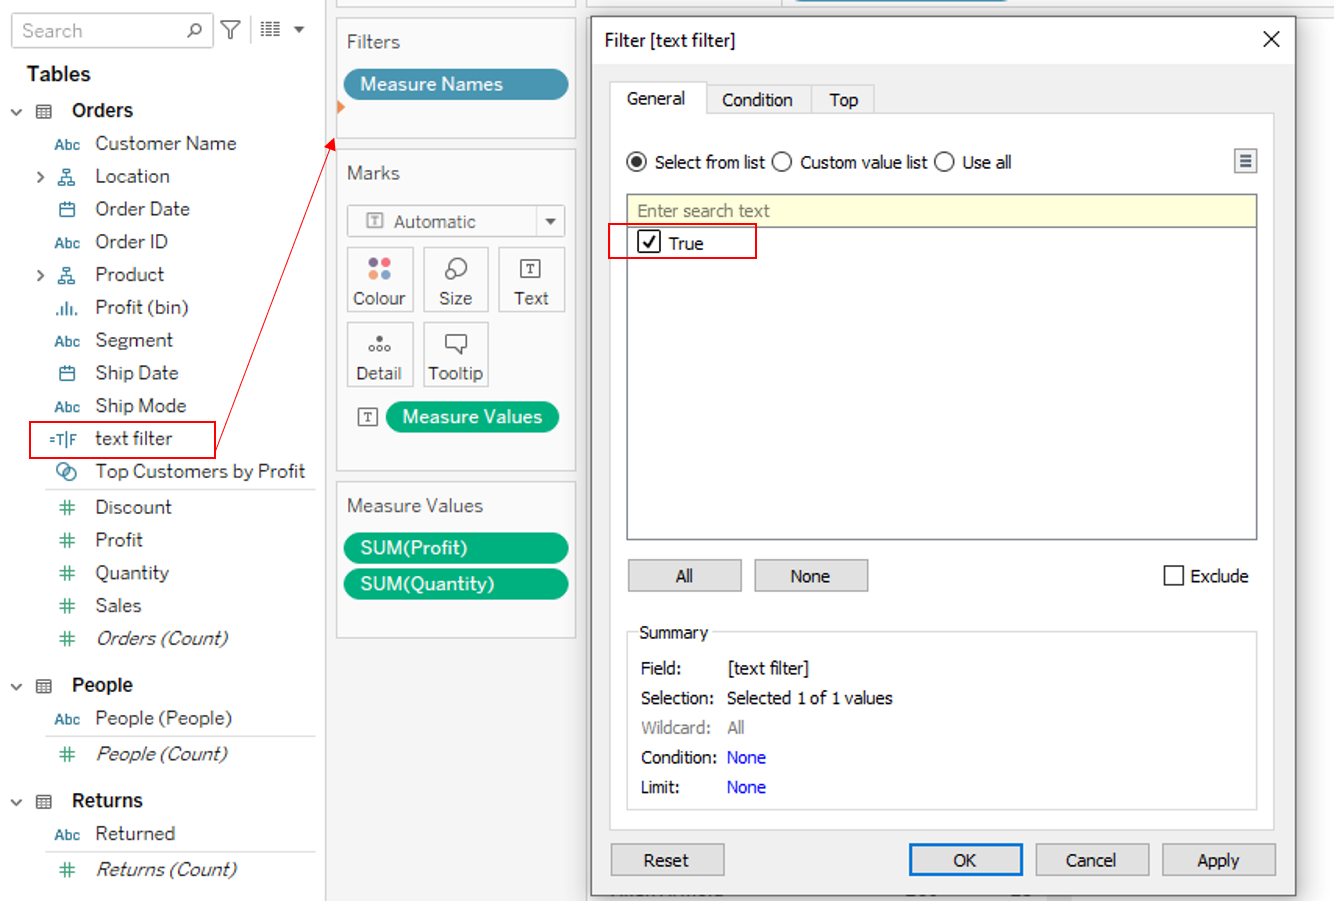 Search
Tables
Orders
Abc Customer Name
Location
Order Date
Abc Order ID
Product
Profit (bin)
Abc Segment
Ship Date
Abc Ship Mode
=T|F text filter
Top Customers by Profit
# Discount
# Profit
# Quantity
# Sales
# Orders (Count)
People
Abc People (People)
# People (Count)
Returns
Abc Returned
# Returns (Count)
Filters
Measure Names
Marks
T Automatic
Colour
Size
T Text
Detail
Tooltip
T Measure Values
Measure Values
SUM(Profit)
SUM(Quantity)
Filter [text filter]
General Condition Top
Select from list Custom value list Use all
Enter search text
True
All None Exclude
Summary
Field: [text filter]
Selection: Selected 1 of 1 values
Wildcard: All
Condition: None
Limit: None
Reset OK Cancel Apply